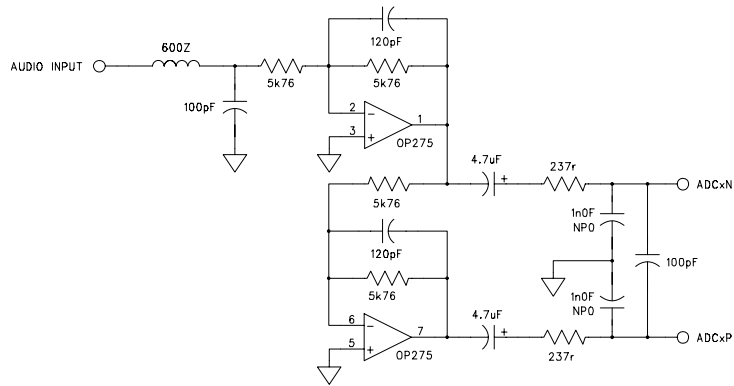 120pF
600Z
AUDIO INPUT
5k76
5k76
100pF
2
3
1
OP275
4.7uF
+
237r
5k76
ADCxN
1n0F
NPO
120pF
100pF
5k76
1n0F
NPO
4.7uF
+
6
5
7
OP275
237r
ADCxP